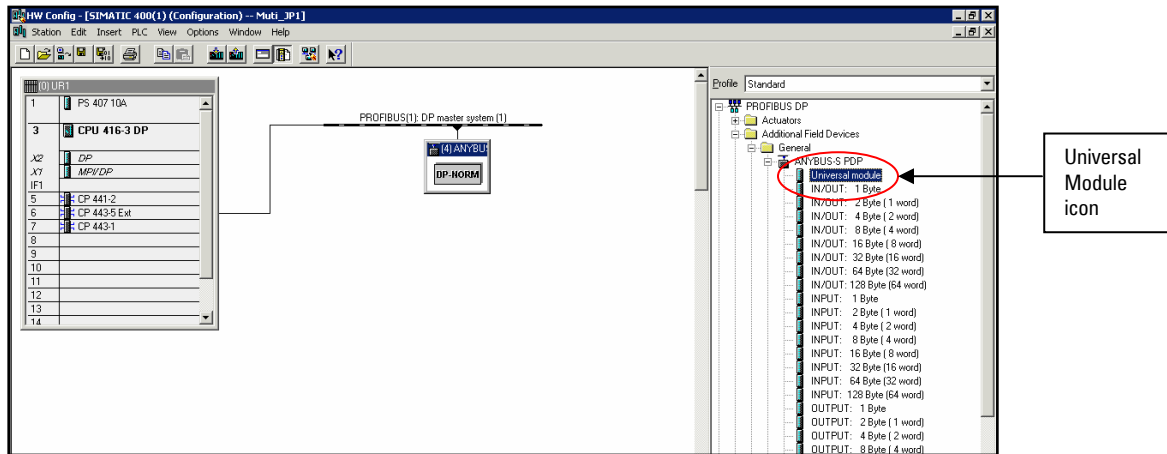 HW Config - [SIMATIC 400(1) (Configuration) -- Muti_JP1]
Station Edit Insert PLC View Options Window Help
(0) UR1
1 PS 407 10A
3 CPU 416-3 DP
X2 DP
X1 MPI/DP
IF1
5 CP 441-2
6 CP 443-5 Ext
7 CP 443-1
8
9
10
11
12
13
14
PROFIBUS(1): DP master system (1)
(4) ANYBUS
DP-NORM
Profile Standard
PROFIBUS DP
Actuators
Additional Field Devices
General
ANYBUS-S PDP
Universal module
IN/OUT: 1 Byte
IN/OUT: 2 Byte ( 1 word)
IN/OUT: 4 Byte ( 2 word)
IN/OUT: 8 Byte ( 4 word)
IN/OUT: 16 Byte ( 8 word)
IN/OUT: 32 Byte (16 word)
IN/OUT: 64 Byte (32 word)
IN/OUT: 128 Byte (64 word)
INPUT: 1 Byte
INPUT: 2 Byte ( 1 word)
INPUT: 4 Byte ( 2 word)
INPUT: 8 Byte ( 4 word)
INPUT: 16 Byte ( 8 word)
INPUT: 32 Byte (16 word)
INPUT: 64 Byte (32 word)
INPUT: 128 Byte (64 word)
OUTPUT: 1 Byte
OUTPUT: 2 Byte ( 1 word)
OUTPUT: 4 Byte ( 2 word)
OUTPUT: 8 Byte ( 4 word)
Universal
Module
icon